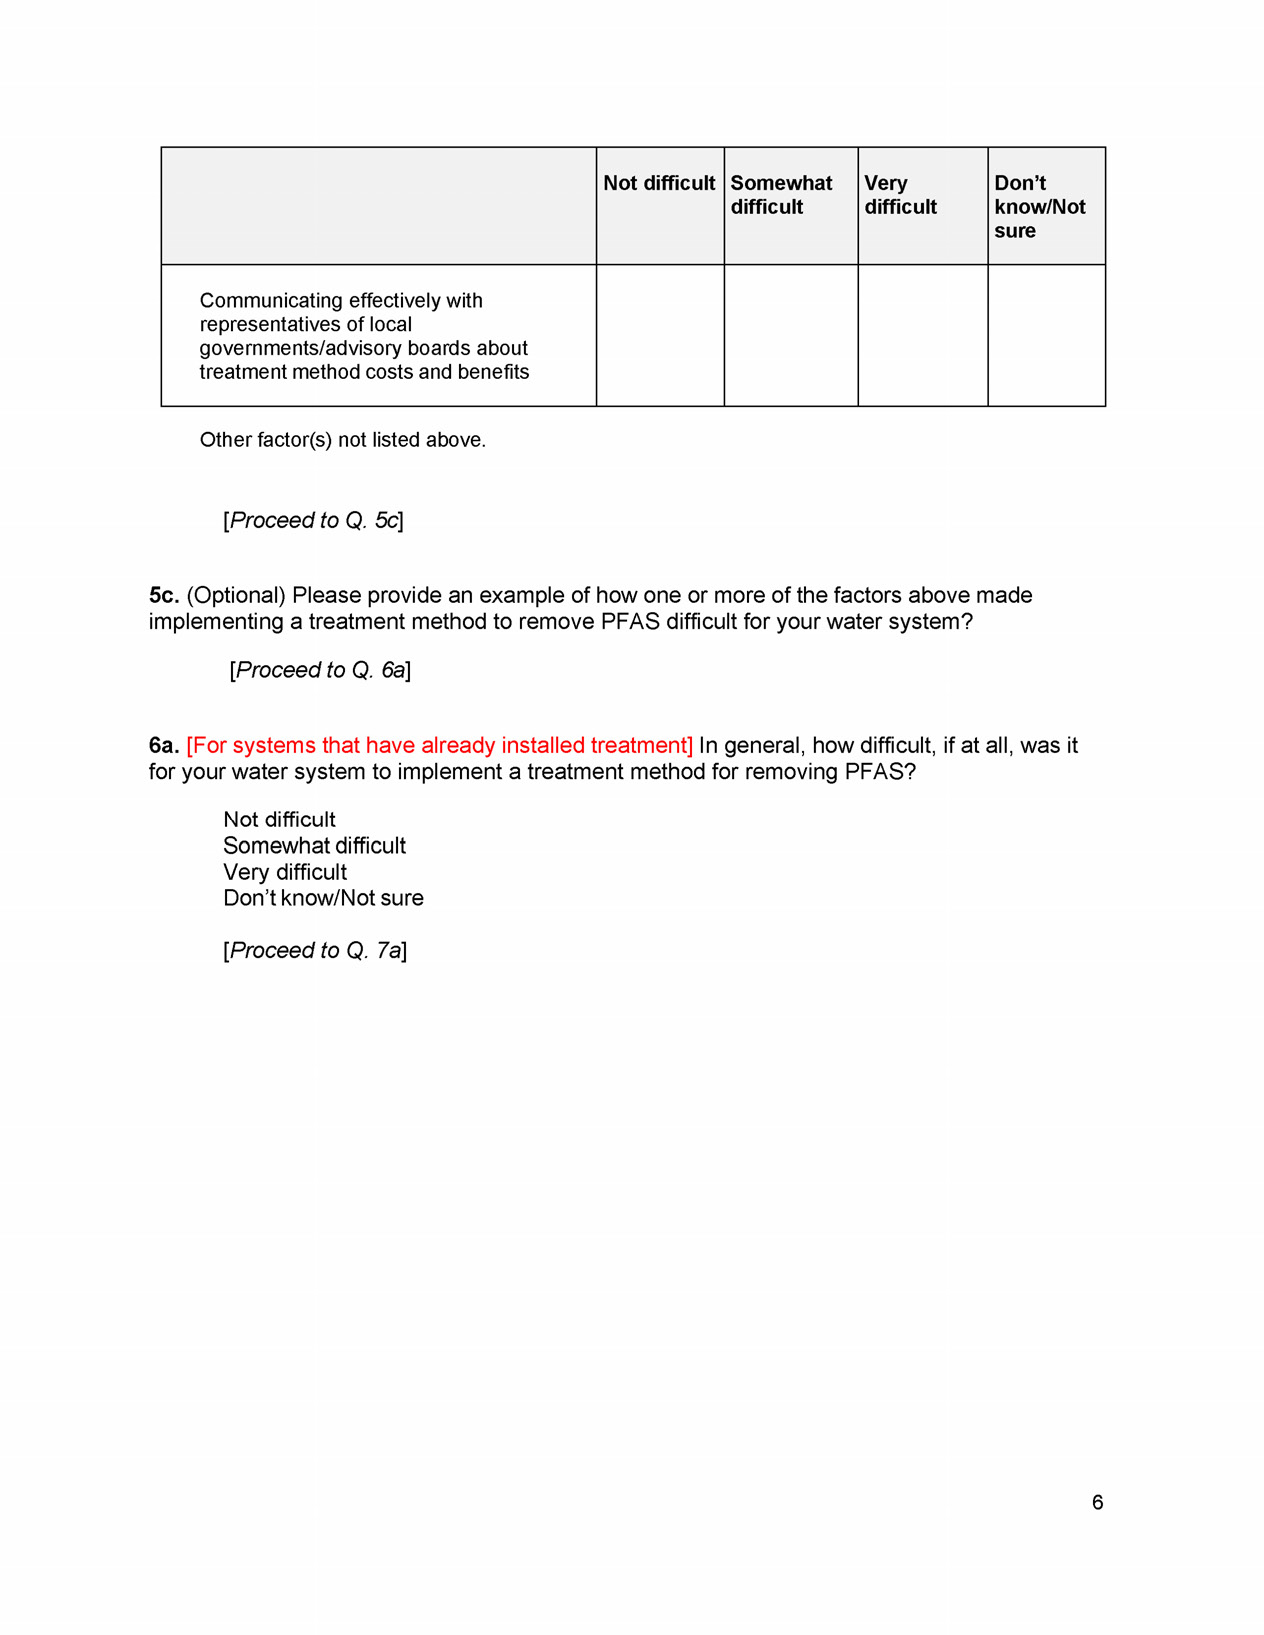 Not difficult
Somewhat
difficult
Very
difficult
Don’t
know/Not
sure
Communicating effectively with
representatives of local
governments/advisory boards about
treatment method costs and benefits
Other factor(s) not listed above.
[Proceed to Q. 5c]
5c. (Optional) Please provide an example of how one or more of the factors above made
implementing a treatment method to remove PFAS difficult for your water system?
[Proceed to Q. 6a]
6a. [For systems that have already installed treatment] In general, how difficult, if at all, was it
for your water system to implement a treatment method for removing PFAS?
Not difficult
Somewhat difficult
Very difficult
Don’t know/Not sure
[Proceed to Q. 7a]
6